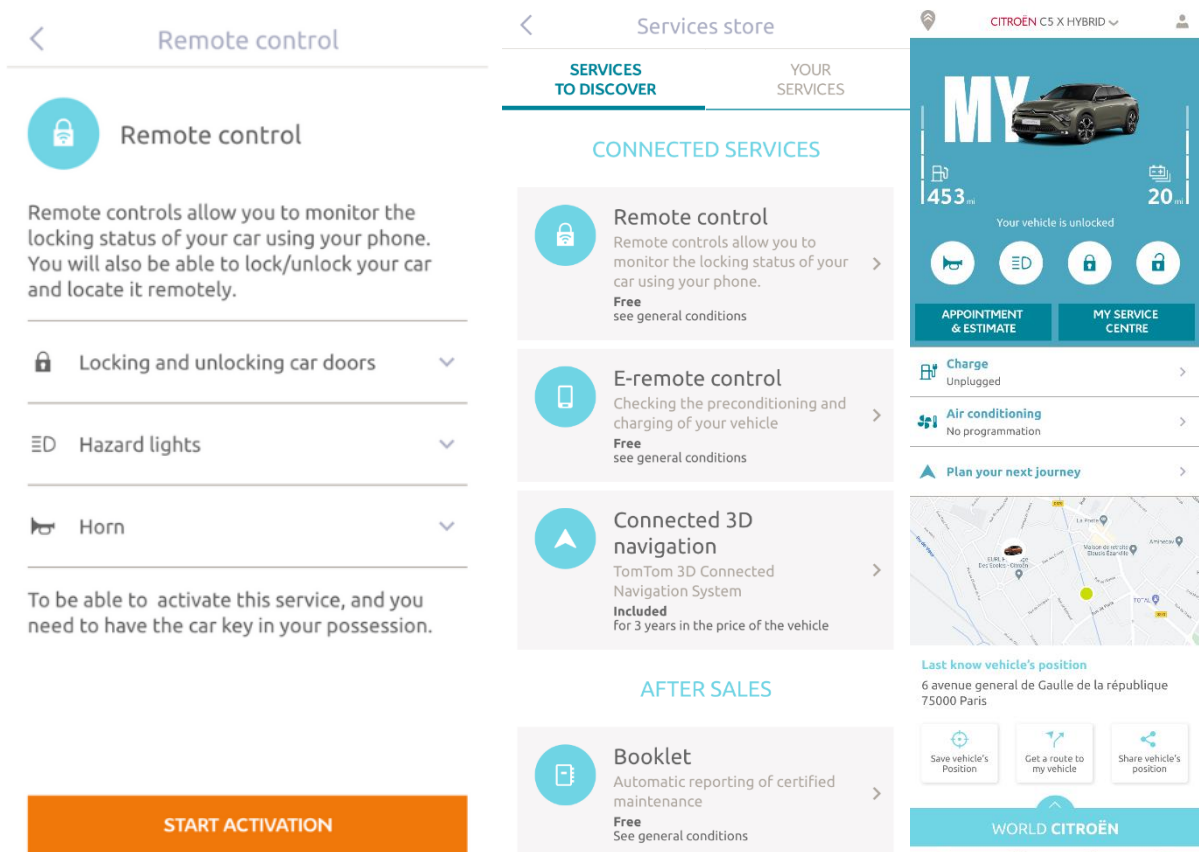 Remote control
Remote control
Remote controls allow you to monitor the
locking status of your car using your phone.
You will also be able to lock/unlock your car
and locate it remotely.
Locking and unlocking car doors
Hazard lights
Horn
To be able to  activate this service, and you
need to have the car key in your possession.
START ACTIVATION
Services store
SERVICES
TO DISCOVER
YOUR
SERVICES
CONNECTED SERVICES
Remote control
Remote controls allow you to
monitor the locking status of your
car using your phone.
Free
see general conditions
E-remote control
Checking the preconditioning and
charging of your vehicle
Free
see general conditions
Connected 3D
navigation
TomTom 3D Connected
Navigation System
Included
for 3 years in the price of the vehicle
AFTER SALES
Booklet
Automatic reporting of certified
maintenance
Free
See general conditions
CITROËN C5 X HYBRID
MY
453 mi
20 mi
Your vehicle is unlocked
APPOINTMENT
& ESTIMATE
MY SERVICE
CENTRE
Charge
Unplugged
Air conditioning
No programmation
Plan your next journey
La Poste
Des Ecoles - Citroën
TOTAL
Last know vehicle's position
6 avenue general de Gaulle de la république
75000 Paris
Save vehicle's
Position
Get a route to
my vehicle
Share vehicle's
position
WORLD CITROËN